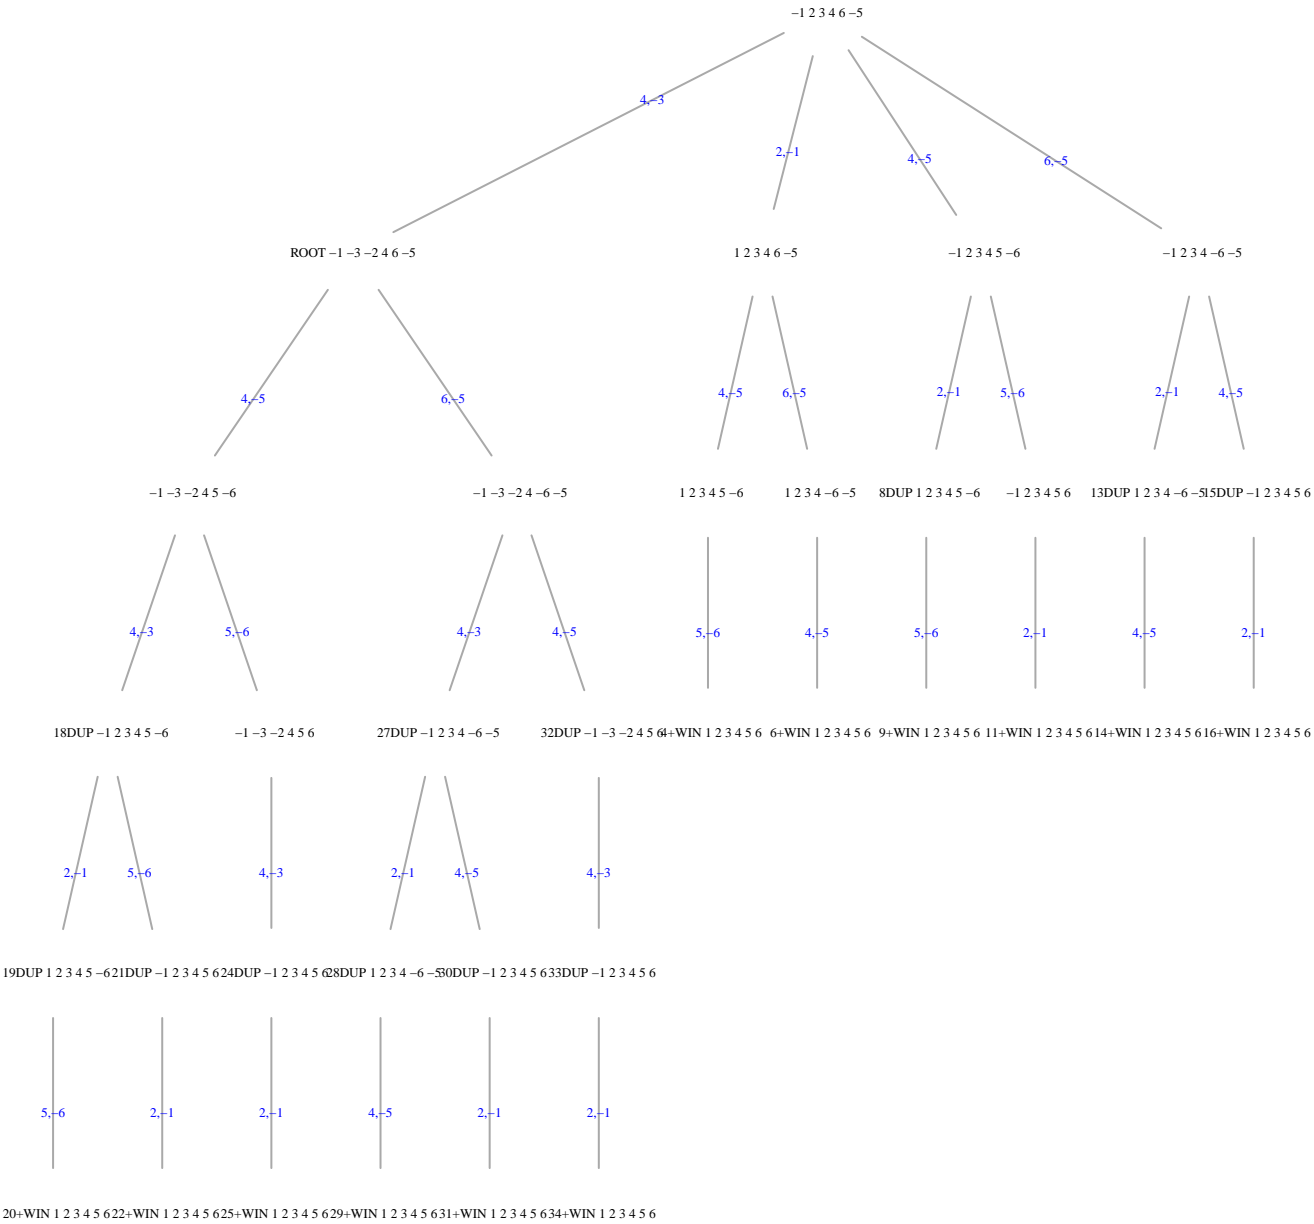 −1 2 3 4 6 −5
4,−3
2,−1
4,−5
6,−5
ROOT −1 −3 −2 4 6 −5
1 2 3 4 6 −5
−1 2 3 4 5 −6
−1 2 3 4 −6 −5
4,−5
6,−5
4,−5
6,−5
2,−1
5,−6
2,−1
4,−5
−1 −3 −2 4 5 −6
−1 −3 −2 4 −6 −5
1 2 3 4 5 −6
1 2 3 4 −6 −5
8DUP 1 2 3 4 5 −6
−1 2 3 4 5 6
13DUP 1 2 3 4 −6 −5
15DUP −1 2 3 4 5 6
4,−3
5,−6
4,−3
4,−5
5,−6
4,−5
5,−6
2,−1
4,−5
2,−1
18DUP −1 2 3 4 5 −6
−1 −3 −2 4 5 6
27DUP −1 2 3 4 −6 −5
32DUP −1 −3 −2 4 5 6
4+WIN 1 2 3 4 5 6
6+WIN 1 2 3 4 5 6
9+WIN 1 2 3 4 5 6
11+WIN 1 2 3 4 5 6
14+WIN 1 2 3 4 5 6
16+WIN 1 2 3 4 5 6
2,−1
5,−6
4,−3
2,−1
4,−5
4,−3
19DUP 1 2 3 4 5 −6
21DUP −1 2 3 4 5 6
24DUP −1 2 3 4 5 6
28DUP 1 2 3 4 −6 −5
30DUP −1 2 3 4 5 6
33DUP −1 2 3 4 5 6
5,−6
2,−1
2,−1
4,−5
2,−1
2,−1
20+WIN 1 2 3 4 5 6
22+WIN 1 2 3 4 5 6
25+WIN 1 2 3 4 5 6
29+WIN 1 2 3 4 5 6
31+WIN 1 2 3 4 5 6
34+WIN 1 2 3 4 5 6